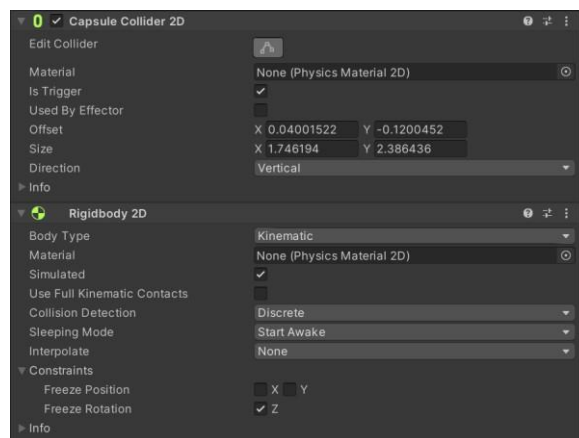 Capsule Collider 2D
Edit Collider
Material None (Physics Material 2D)
Is Trigger
Used By Effector
Offset X 0.04001522 Y -0.1200452
Size X 1.746194 Y 2.386436
Direction Vertical
Info
Rigidbody 2D
Body Type Kinematic
Material None (Physics Material 2D)
Simulated
Use Full Kinematic Contacts
Collision Detection Discrete
Sleeping Mode Start Awake
Interpolate None
Constraints
Freeze Position X Y
Freeze Rotation Z
Info